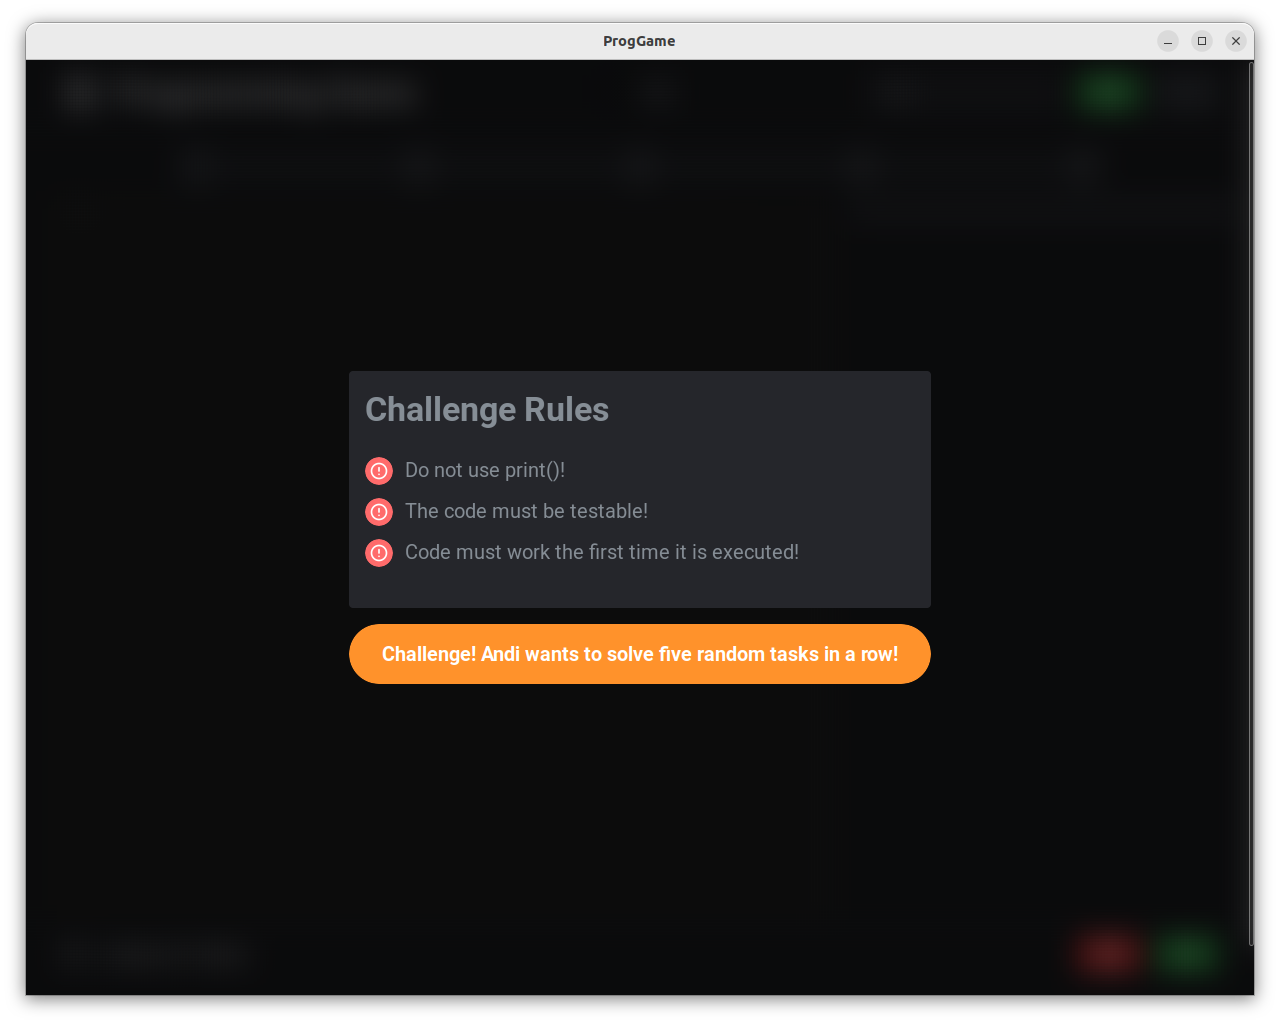 ProgGame
Challenge Rules
Do not use print()!
The code must be testable!
Code must work the first time it is executed!
Challenge! Andi wants to solve five random tasks in a row!